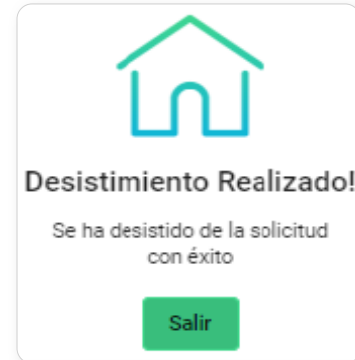 Desistimiento Realizado!
Se ha desistido de la solicitud
con éxito
Salir